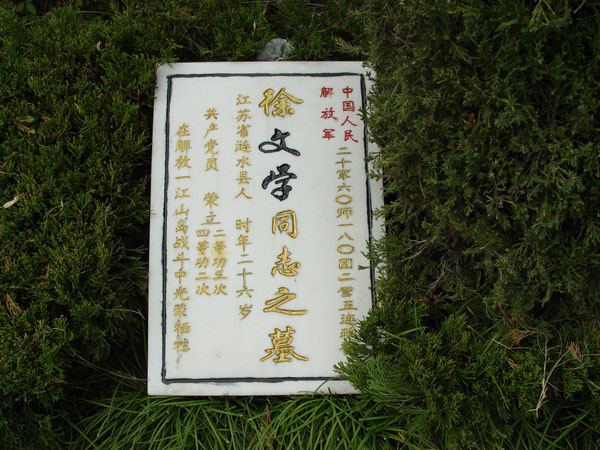 中国人民
解放军
二十军六〇师一八〇团二营五连
徐文学同志之墓
江苏省涟水县人 时年二十六岁
共产党员 荣立二等功三次
四等功二次
在解放一江山岛战斗中光荣牺牲